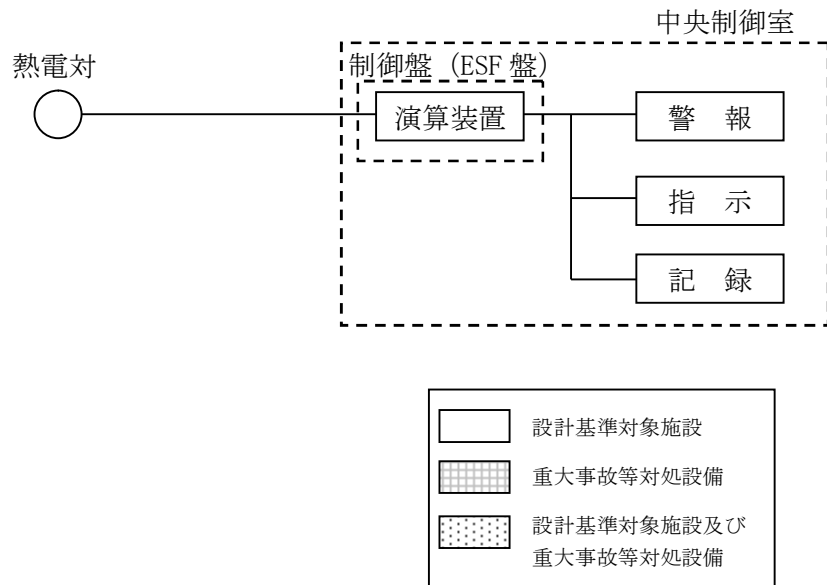 中央制御室
熱電対
制御盤（ESF 盤）
演算装置
警　報
指　示
記　録
設計基準対象施設
重大事故等対処設備
設計基準対象施設及び
重大事故等対処設備